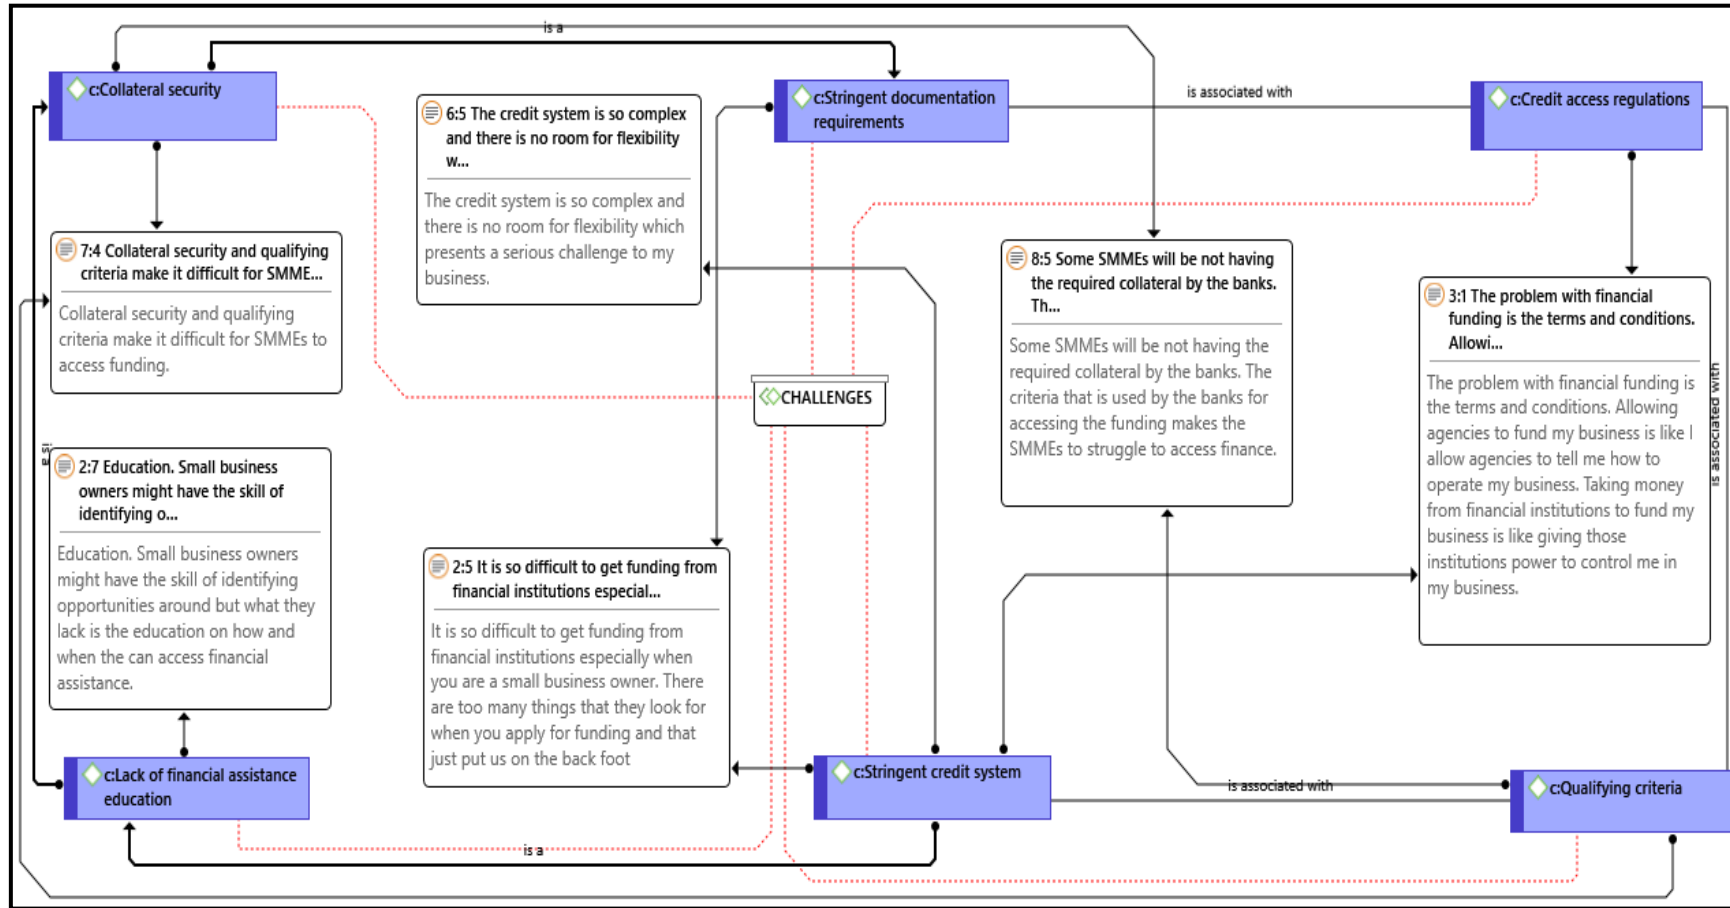 is a
c:Collateral security
6:5 The credit system is so complex
and there is no room for flexibility
w...
The credit system is so complex and
there is no room for flexibility which
presents a serious challenge to my
business.
c:Stringent documentation
requirements
is associated with
c:Credit access regulations
7:4 Collateral security and qualifying
criteria make it difficult for SMME...
Collateral security and qualifying
criteria make it difficult for SMMEs to
access funding.
8:5 Some SMMEs will be not having
the required collateral by the banks.
Th...
Some SMMEs will be not having the
required collateral by the banks. The
criteria that is used by the banks for
accessing the funding makes the
SMMEs to struggle to access finance.
3:1 The problem with financial
funding is the terms and conditions.
Allowi...
The problem with financial funding is
the terms and conditions. Allowing
agencies to fund my business is like I
allow agencies to tell me how to
operate my business. Taking money
from financial institutions to fund my
business is like giving those
institutions power to control me in
my business.
is associated with
CHALLENGES
is a
2:7 Education. Small business
owners might have the skill of
identifying o...
Education. Small business owners
might have the skill of identifying
opportunities around but what they
lack is the education on how and
when the can access financial
assistance.
2:5 It is so difficult to get funding from
financial institutions especial...
It is so difficult to get funding from
financial institutions especially when
you are a small business owner. There
are too many things that they look for
when you apply for funding and that
just put us on the back foot
c:Lack of financial assistance
education
c:Stringent credit system
is associated with
c:Qualifying criteria
is a